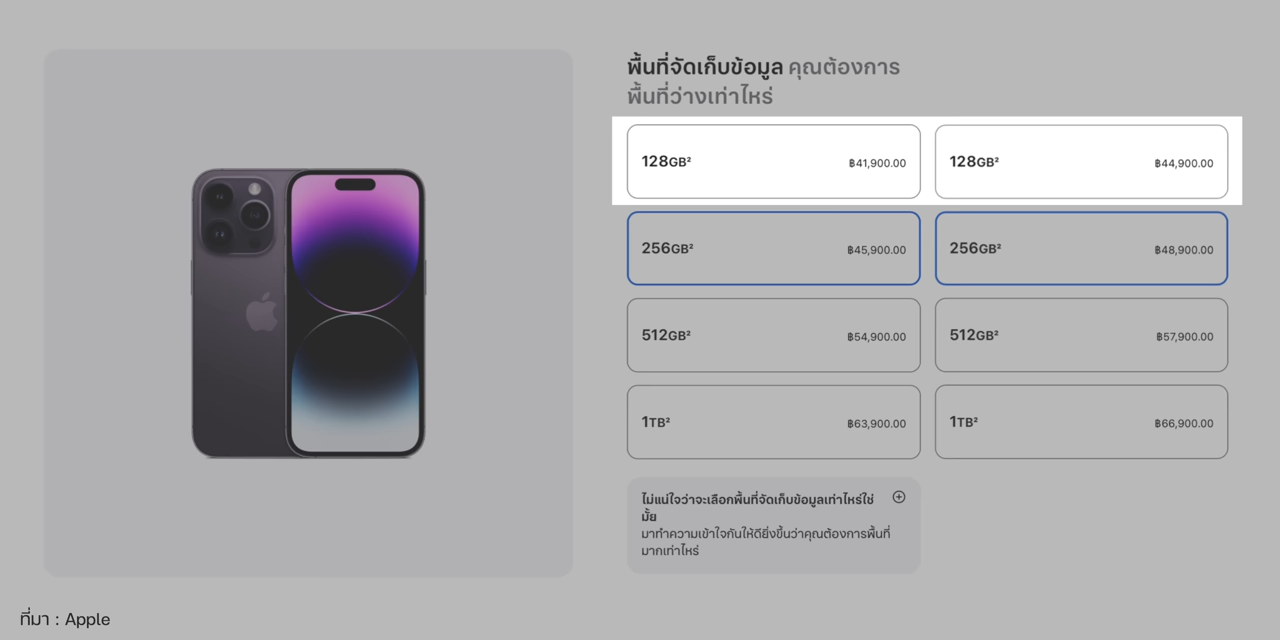 พื้นที่จัดเก็บข้อมูล คุณต้องการ
พื้นที่ว่างเท่าไหร่
128GB² ฿41,900.00
128GB² ฿44,900.00
256GB² ฿45,900.00
256GB² ฿48,900.00
512GB² ฿54,900.00
512GB² ฿57,900.00
1TB² ฿63,900.00
1TB² ฿66,900.00
ไม่แน่ใจว่าจะเลือกพื้นที่จัดเก็บข้อมูลเท่าไหร่ใช่
มั้ย
มาทำความเข้าใจกันให้ดียิ่งขึ้นว่าคุณต้องการพื้นที่
มากเท่าไหร่
ที่มา : Apple